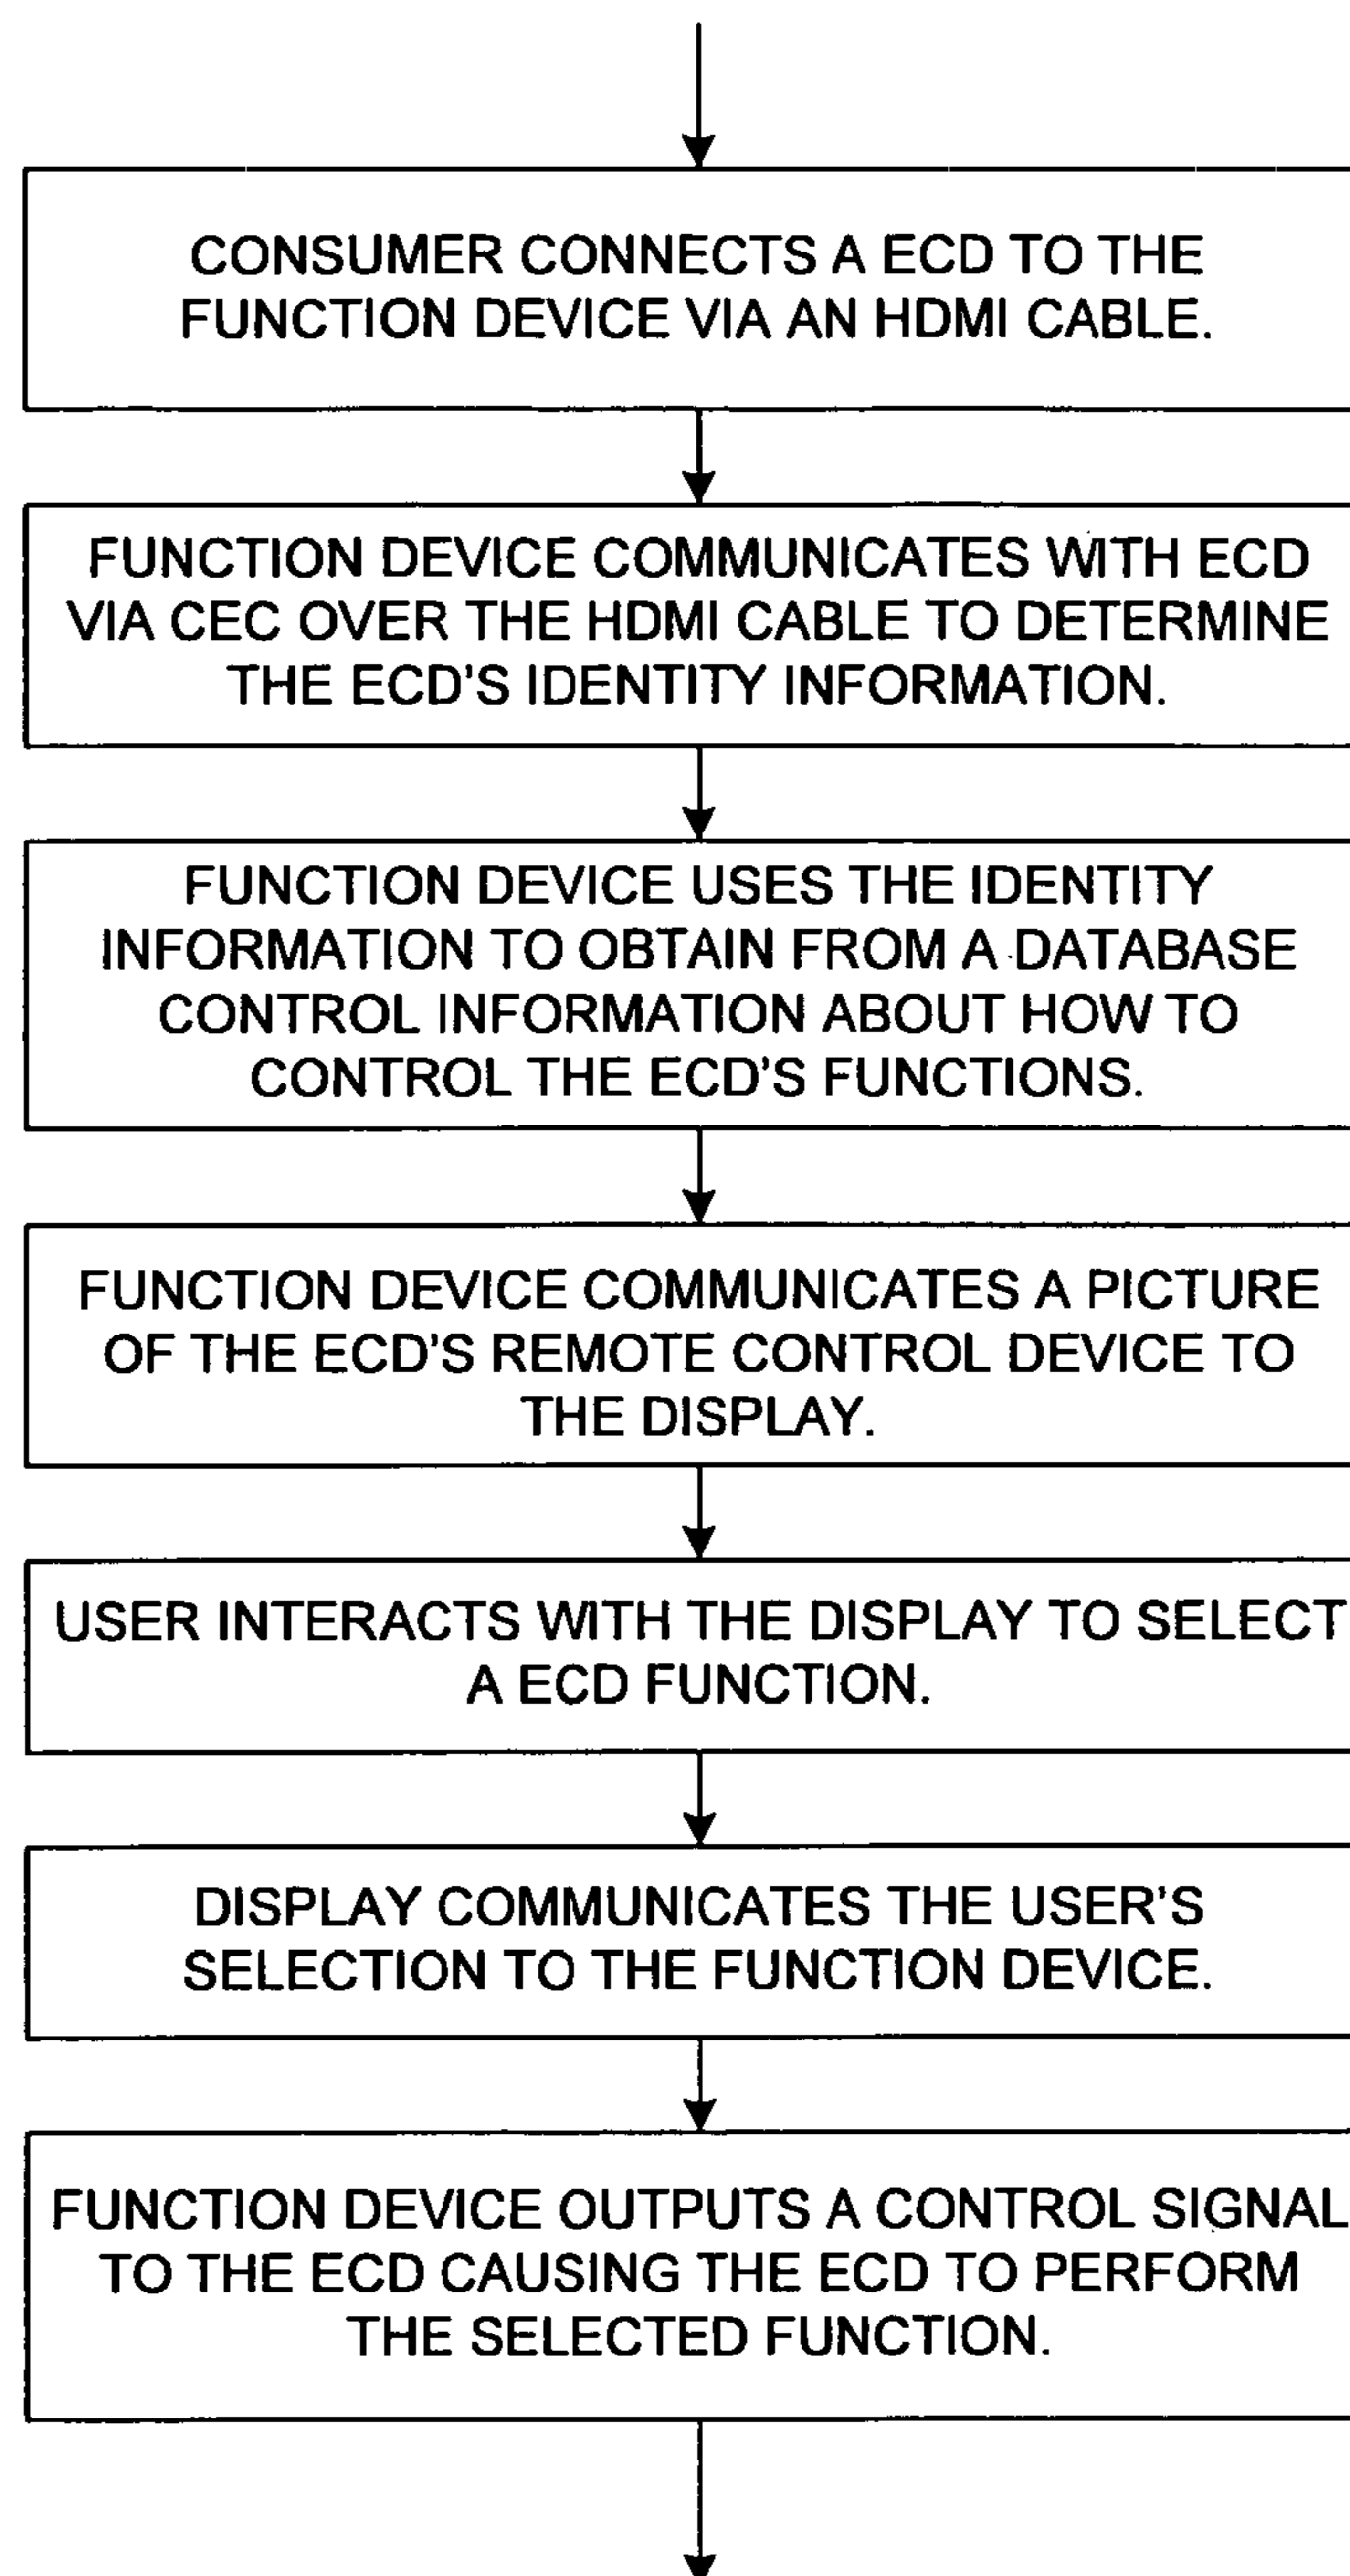 CONSUMER CONNECTS A ECD TO THE
FUNCTION DEVICE VIA AN HDMI CABLE.
FUNCTION DEVICE COMMUNICATES WITH ECD
VIA CEC OVER THE HDMI CABLE TO DETERMINE
THE ECD'S IDENTITY INFORMATION.
FUNCTION DEVICE USES THE IDENTITY
INFORMATION TO OBTAIN FROM A DATABASE
CONTROL INFORMATION ABOUT HOW TO
CONTROL THE ECD'S FUNCTIONS.
FUNCTION DEVICE COMMUNICATES A PICTURE
OF THE ECD'S REMOTE CONTROL DEVICE TO
THE DISPLAY.
USER INTERACTS WITH THE DISPLAY TO SELECT
A ECD FUNCTION.
DISPLAY COMMUNICATES THE USER'S
SELECTION TO THE FUNCTION DEVICE.
FUNCTION DEVICE OUTPUTS A CONTROL SIGNAL
TO THE ECD CAUSING THE ECD TO PERFORM
THE SELECTED FUNCTION.